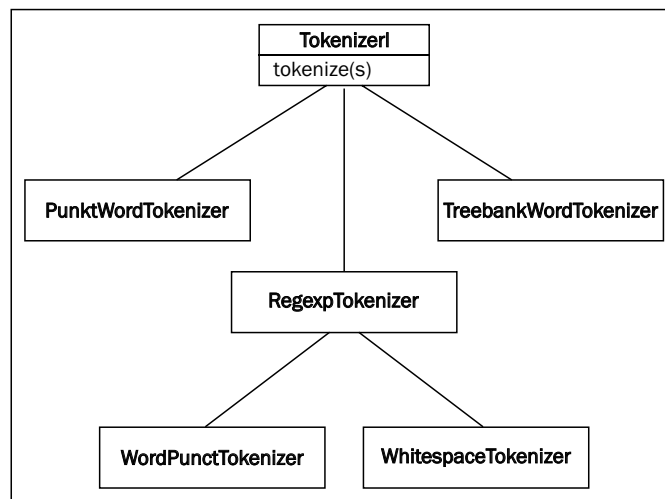 TokenizerI
tokenize(s)
PunktWordTokenizer
TreebankWordTokenizer
RegexpTokenizer
WordPunctTokenizer
WhitespaceTokenizer